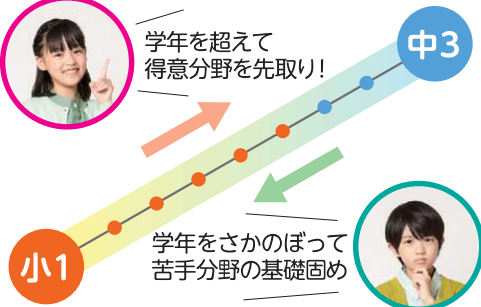 学年を超えて
得意分野を先取り!
中3
小1
学年をさかのぼって
苦手分野の基礎固め